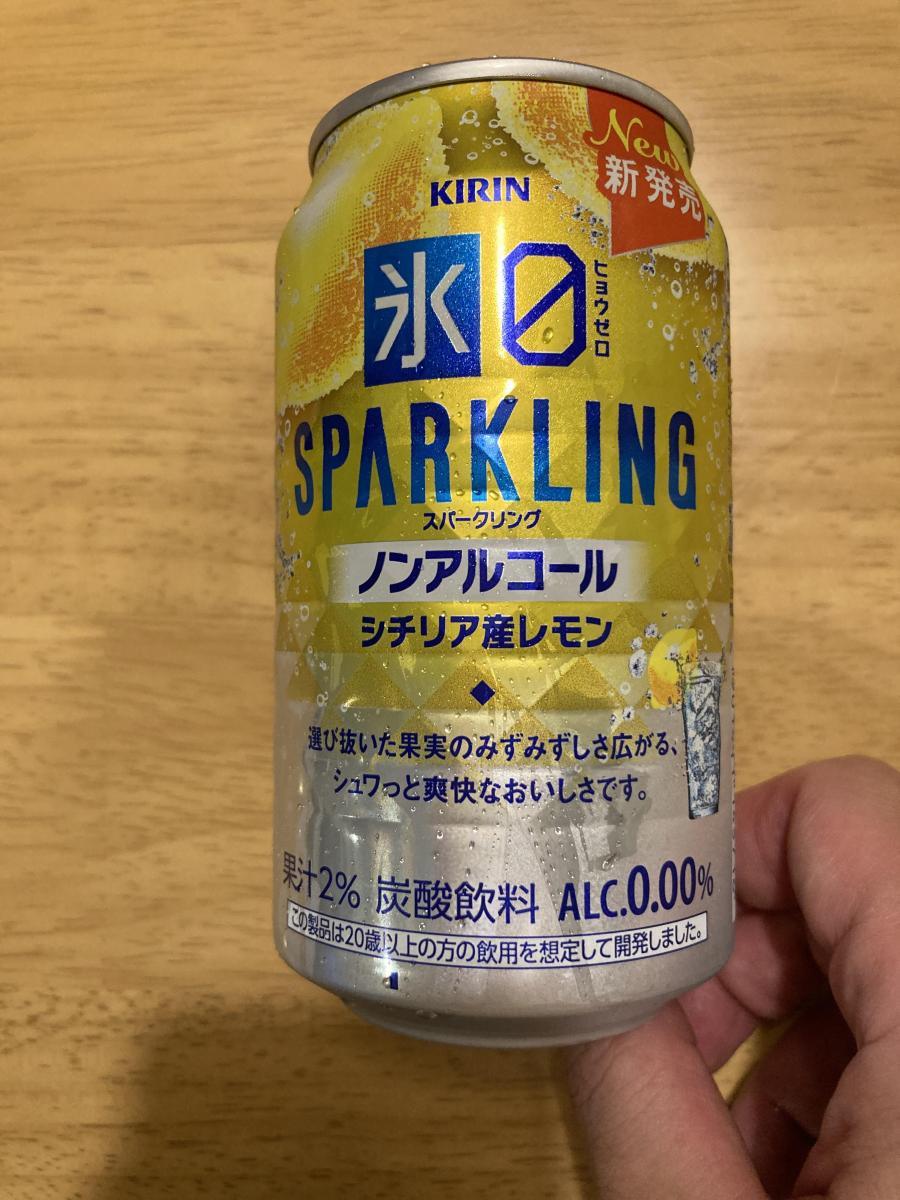 New
新発売
KIRIN
氷0
ヒョウゼロ
SPARKLING
スパークリング
ノンアルコール
シチリア産レモン
選び抜いた果実のみずみずしさ広がる、
シュワっと爽快なおいしさです。
果汁2% 炭酸飲料 ALC.0.00%
この製品は20歳以上の方の飲用を想定して開発しました。